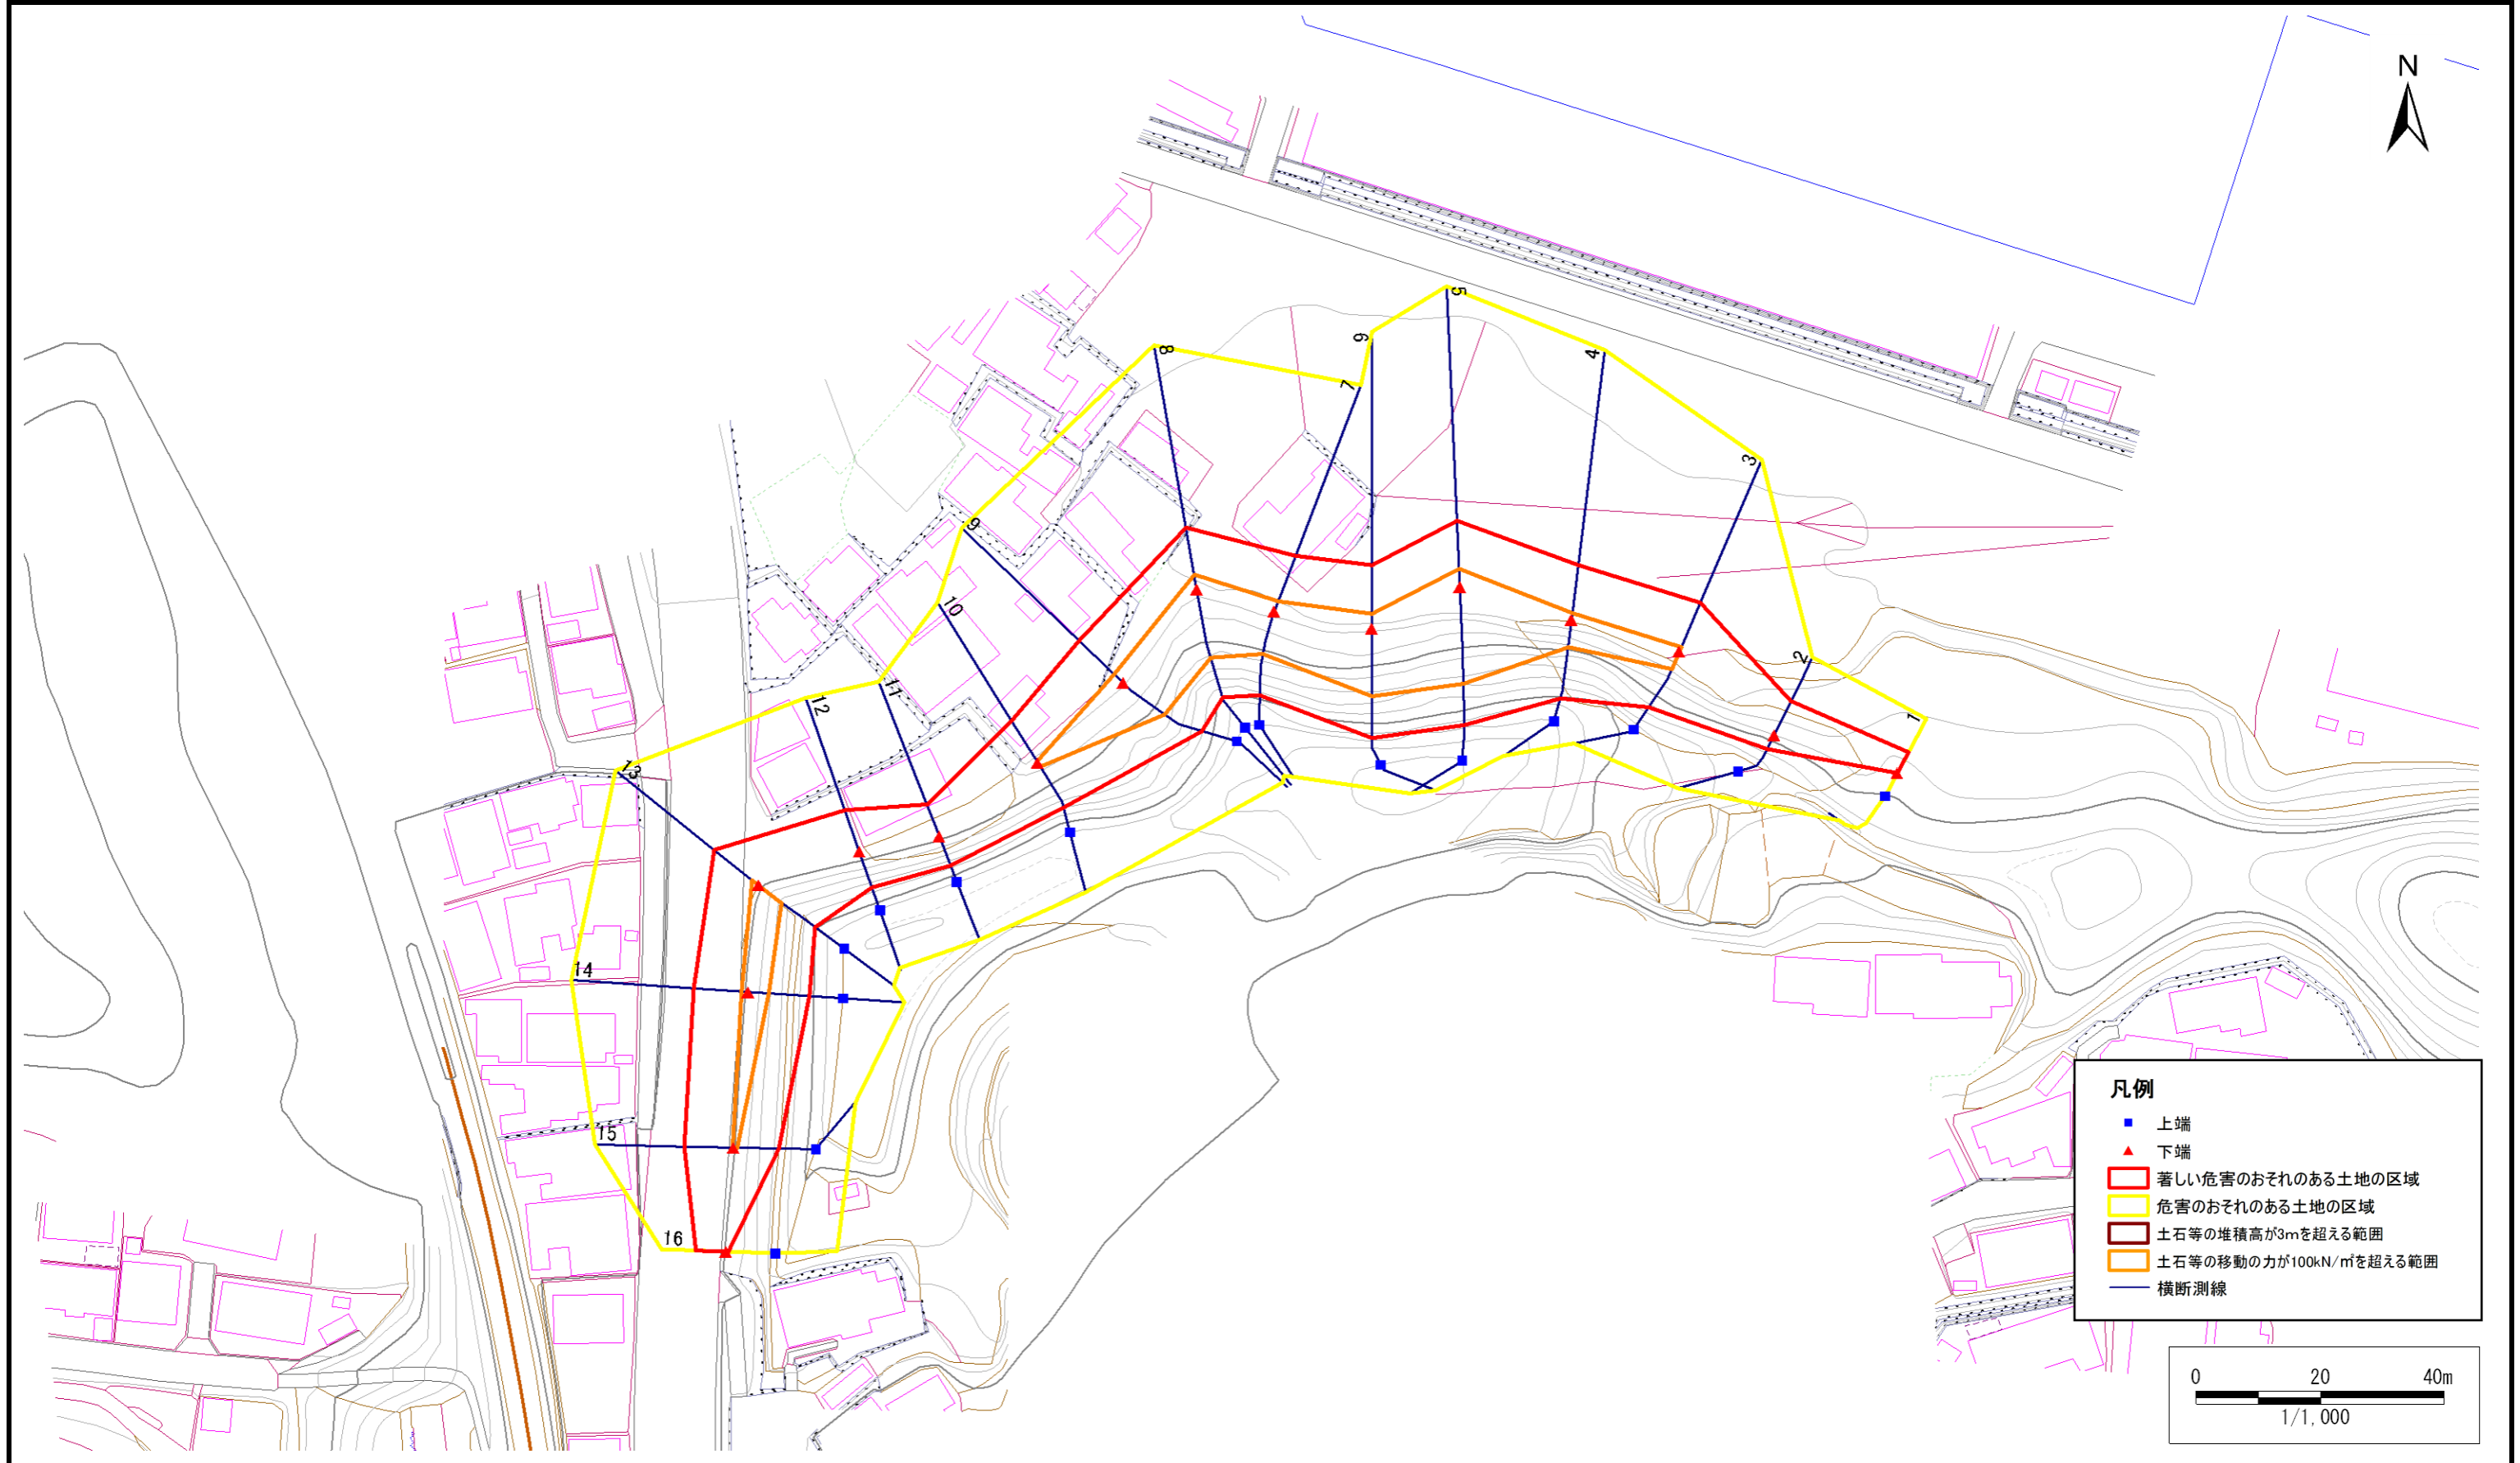 N
5
6
8
4
7
3
9
10
2
11
12
1
13
14
15
16
凡例
上端
下端
著しい危害のおそれのある土地の区域
危害のおそれのある土地の区域
土石等の堆積高が3mを超える範囲
土石等の移動の力が100kN/㎡を超える範囲
横断測線
0 20 40m
1/1,000